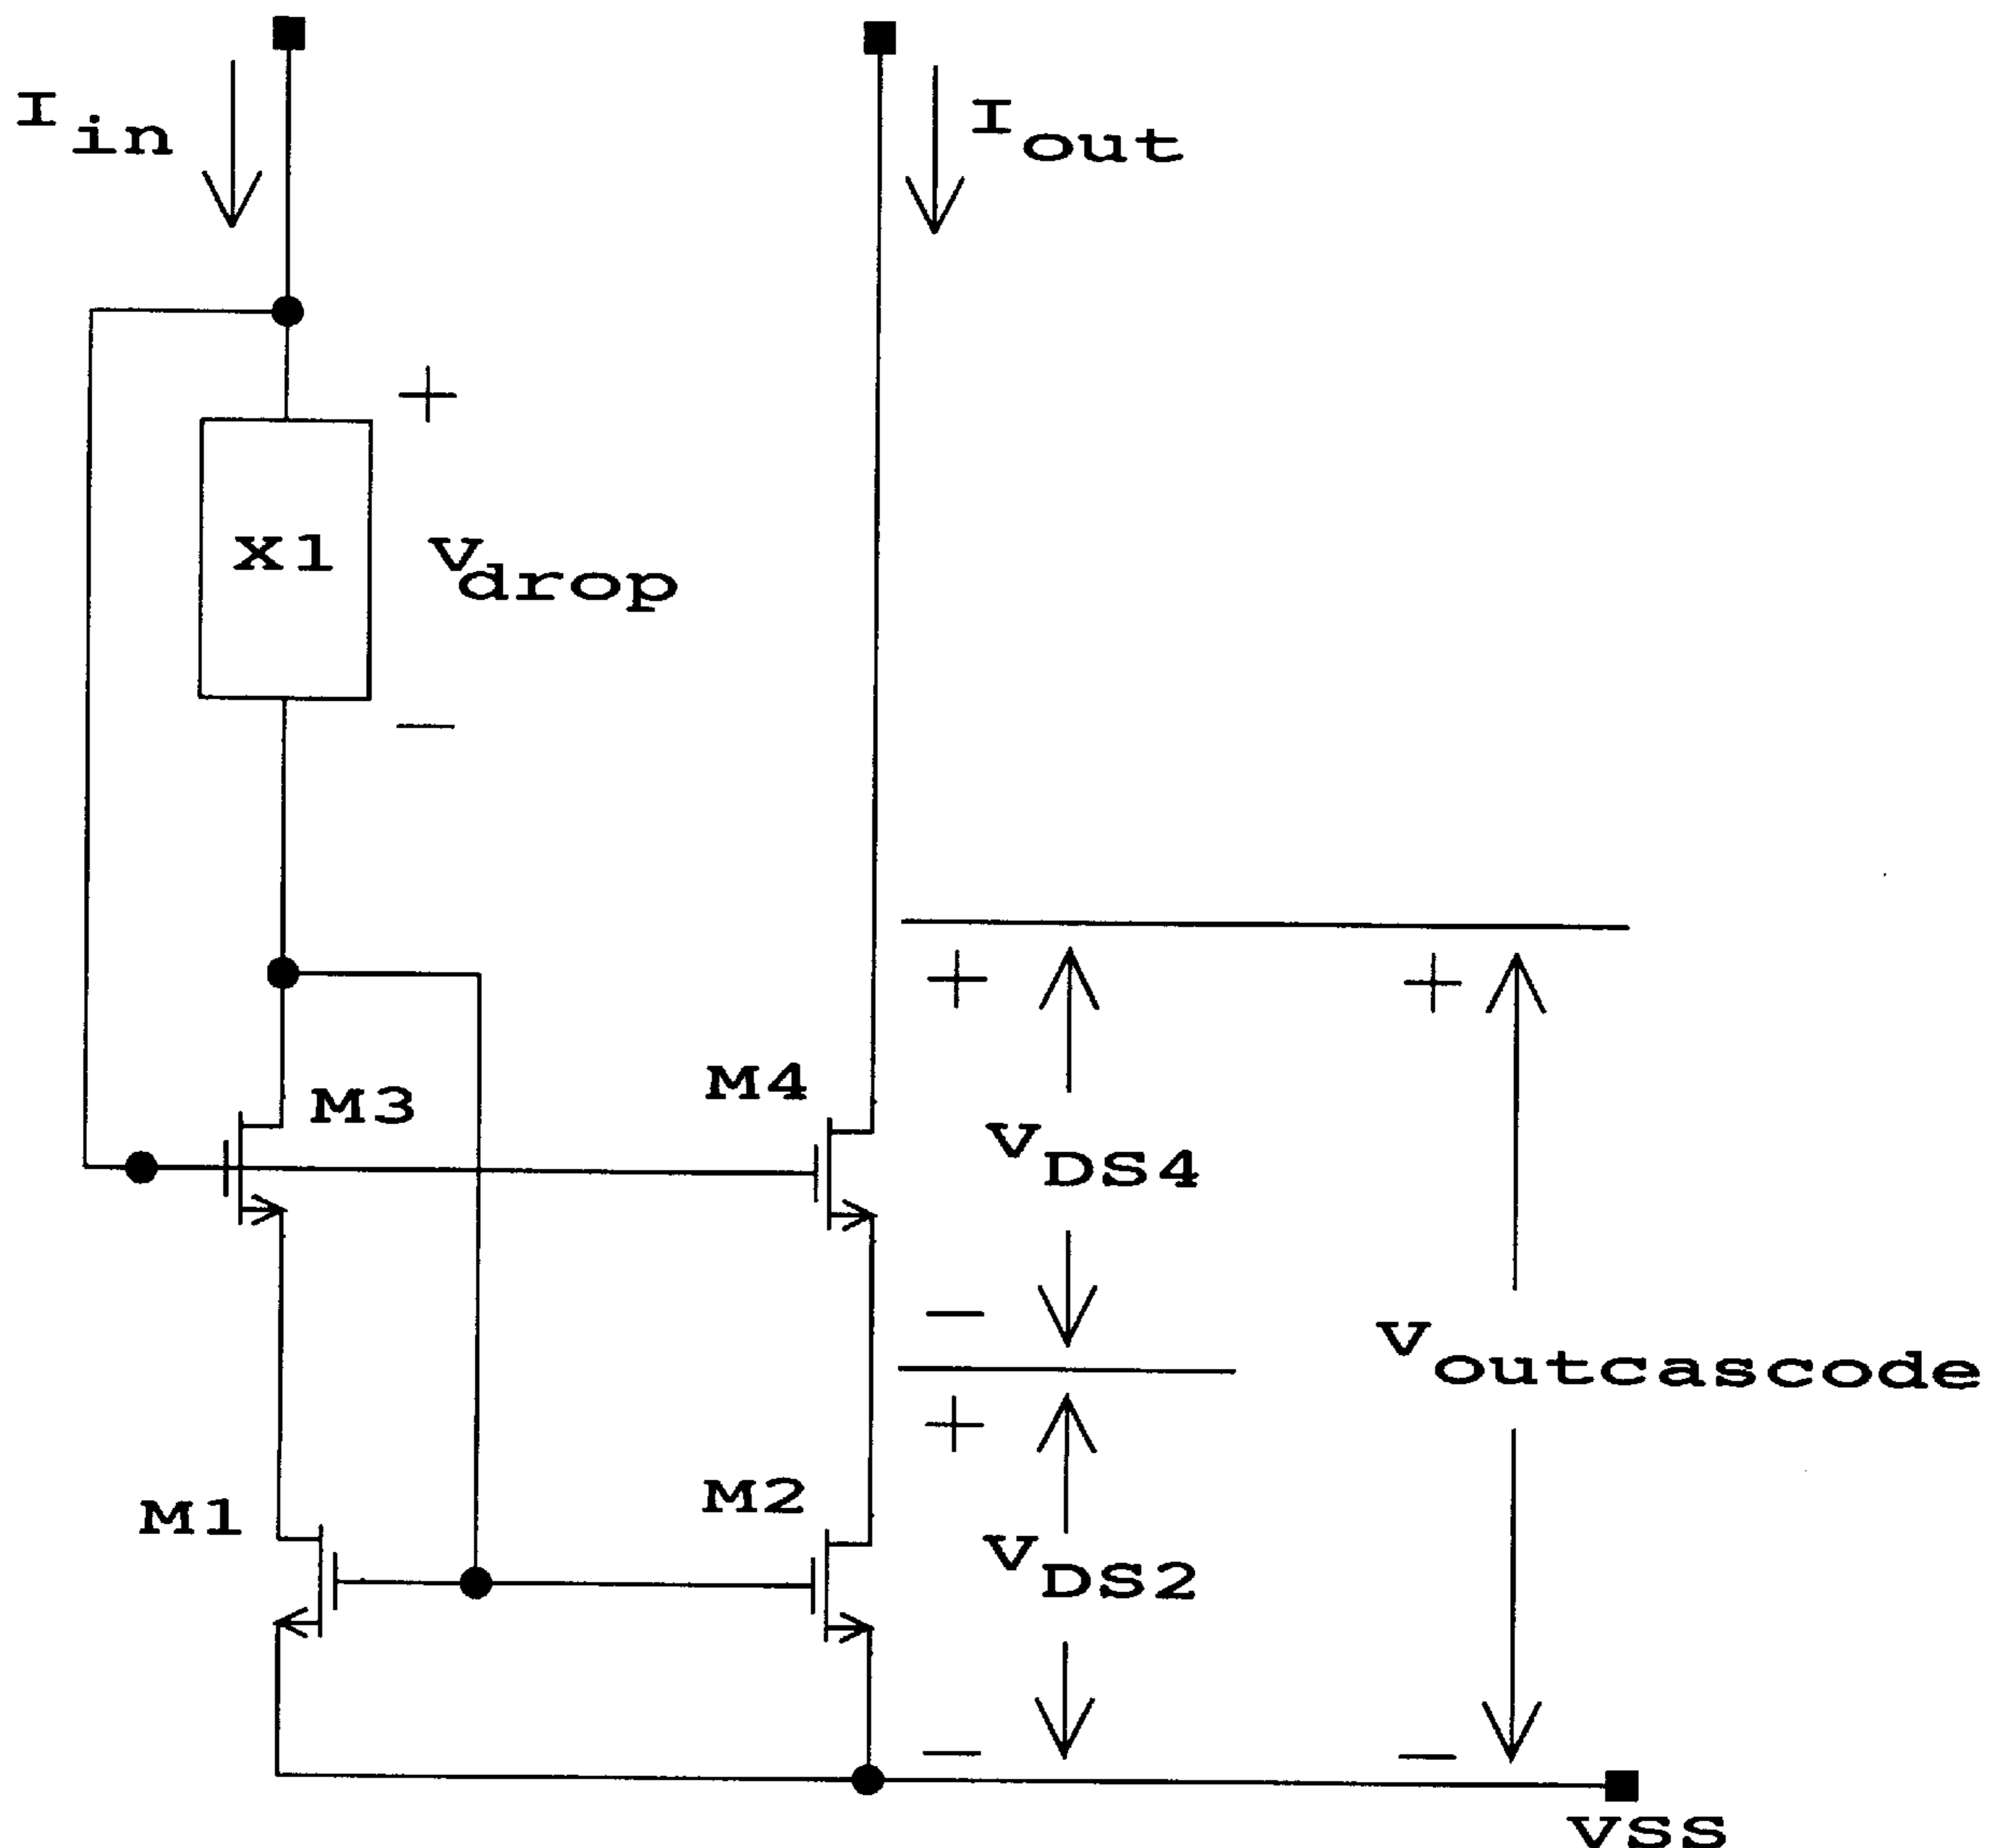 Iin
Iout
+
X1
Vdrop
−
+
+
M4
M3
VDS4
−
Voutcascode
+
M2
M1
VDS2
−
−
VSS